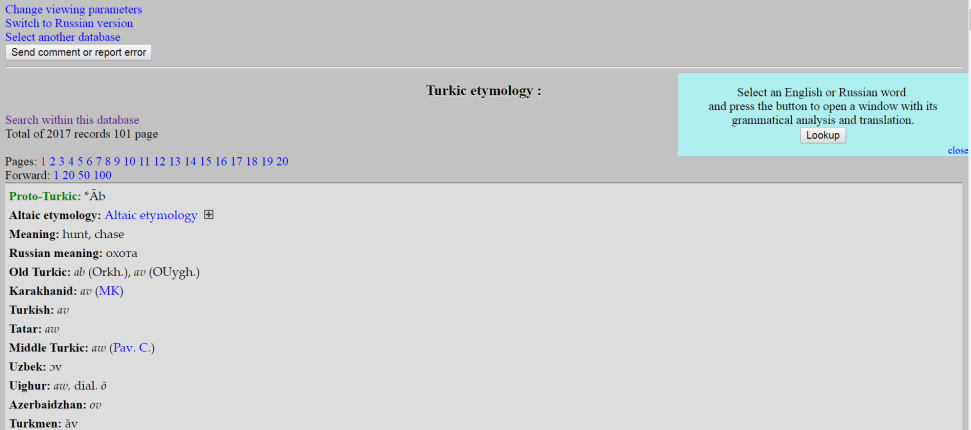 Change viewing parameters
Switch to Russian version
Select another database
Send comment or report error
Turkic etymology :
Select an English or Russian word
and press the button to open a window with its
grammatical analysis and translation.
Lookup
close
Search within this database
Total of 2017 records 101 page
Pages: 1 2 3 4 5 6 7 8 9 10 11 12 13 14 15 16 17 18 19 20
Forward: 1 20 50 100
Proto-Turkic: *Āb
Altaic etymology: Altaic etymology
Meaning: hunt, chase
Russian meaning: охота
Old Turkic: ab (Orkh.), av (OUygh.)
Karakhanid: av (MK)
Turkish: av
Tatar: aw
Middle Turkic: aw (Pav. C.)
Uzbek: ɔv
Uighur: aw, dial. ō
Azerbaidzhan: ov
Turkmen: āv